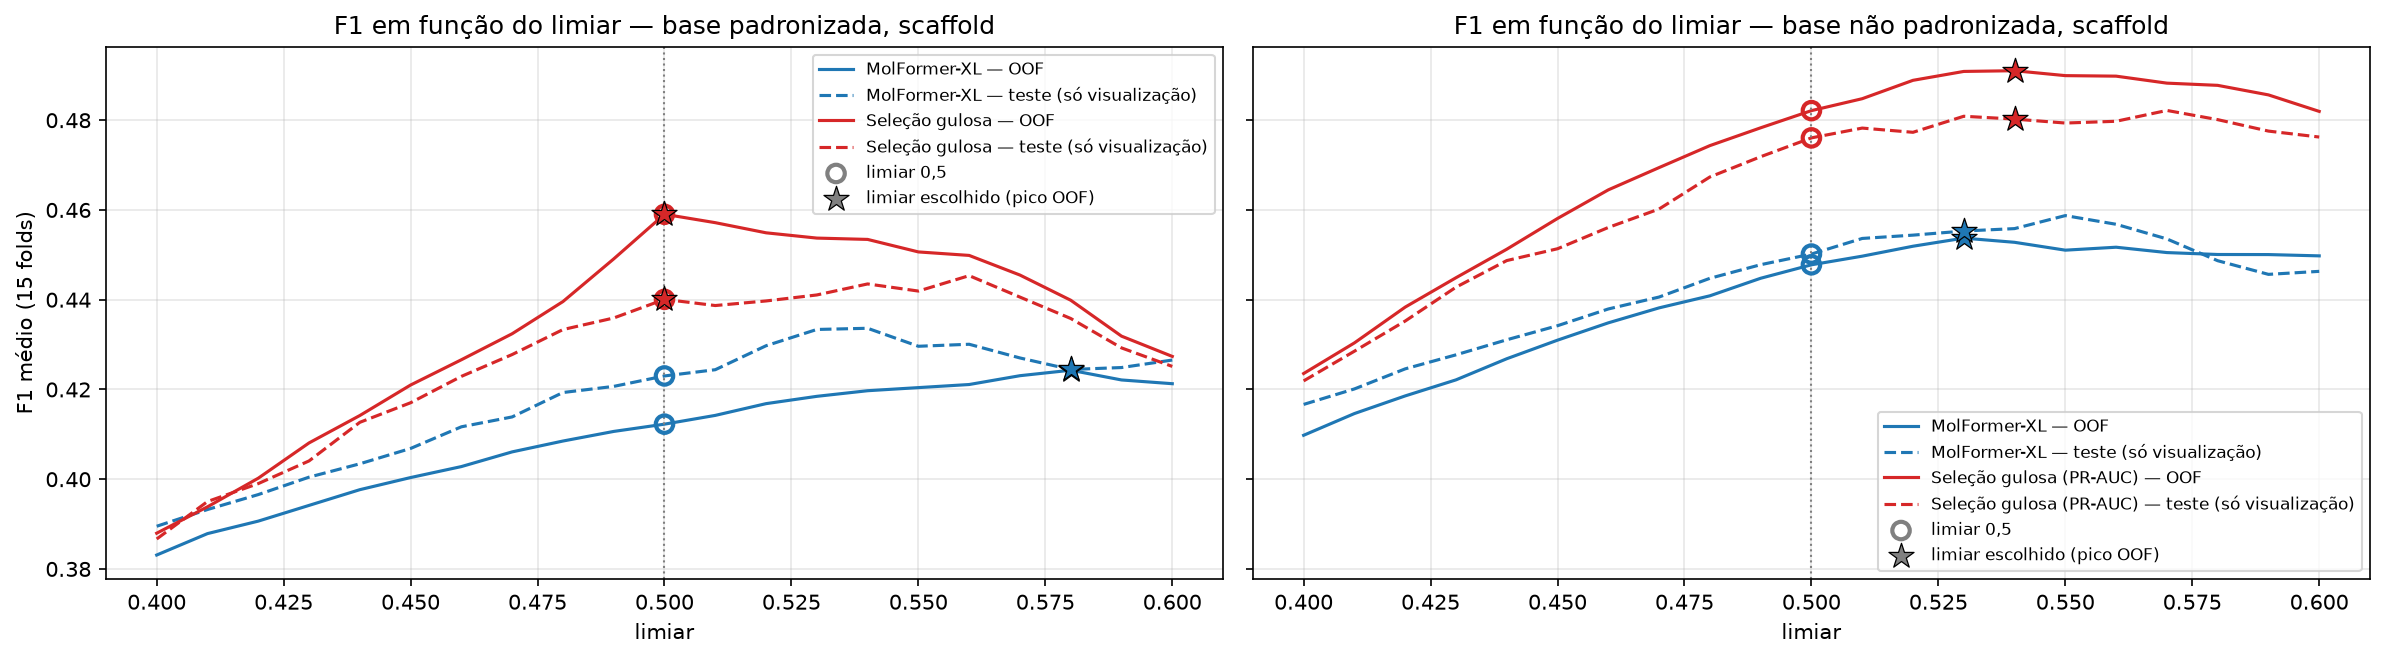 F1 em função do limiar — base padronizada, scaffold
MolFormer-XL — OOF
MolFormer-XL — teste (só visualização)
Seleção gulosa — OOF
Seleção gulosa — teste (só visualização)
limiar 0,5
limiar escolhido (pico OOF)
F1 médio (15 folds)
0.48
0.46
0.44
0.42
0.40
0.38
0.400 0.425 0.450 0.475 0.500 0.525 0.550 0.575 0.600
limiar
F1 em função do limiar — base não padronizada, scaffold
MolFormer-XL — OOF
MolFormer-XL — teste (só visualização)
Seleção gulosa (PR-AUC) — OOF
Seleção gulosa (PR-AUC) — teste (só visualização)
limiar 0,5
limiar escolhido (pico OOF)
0.400 0.425 0.450 0.475 0.500 0.525 0.550 0.575 0.600
limiar